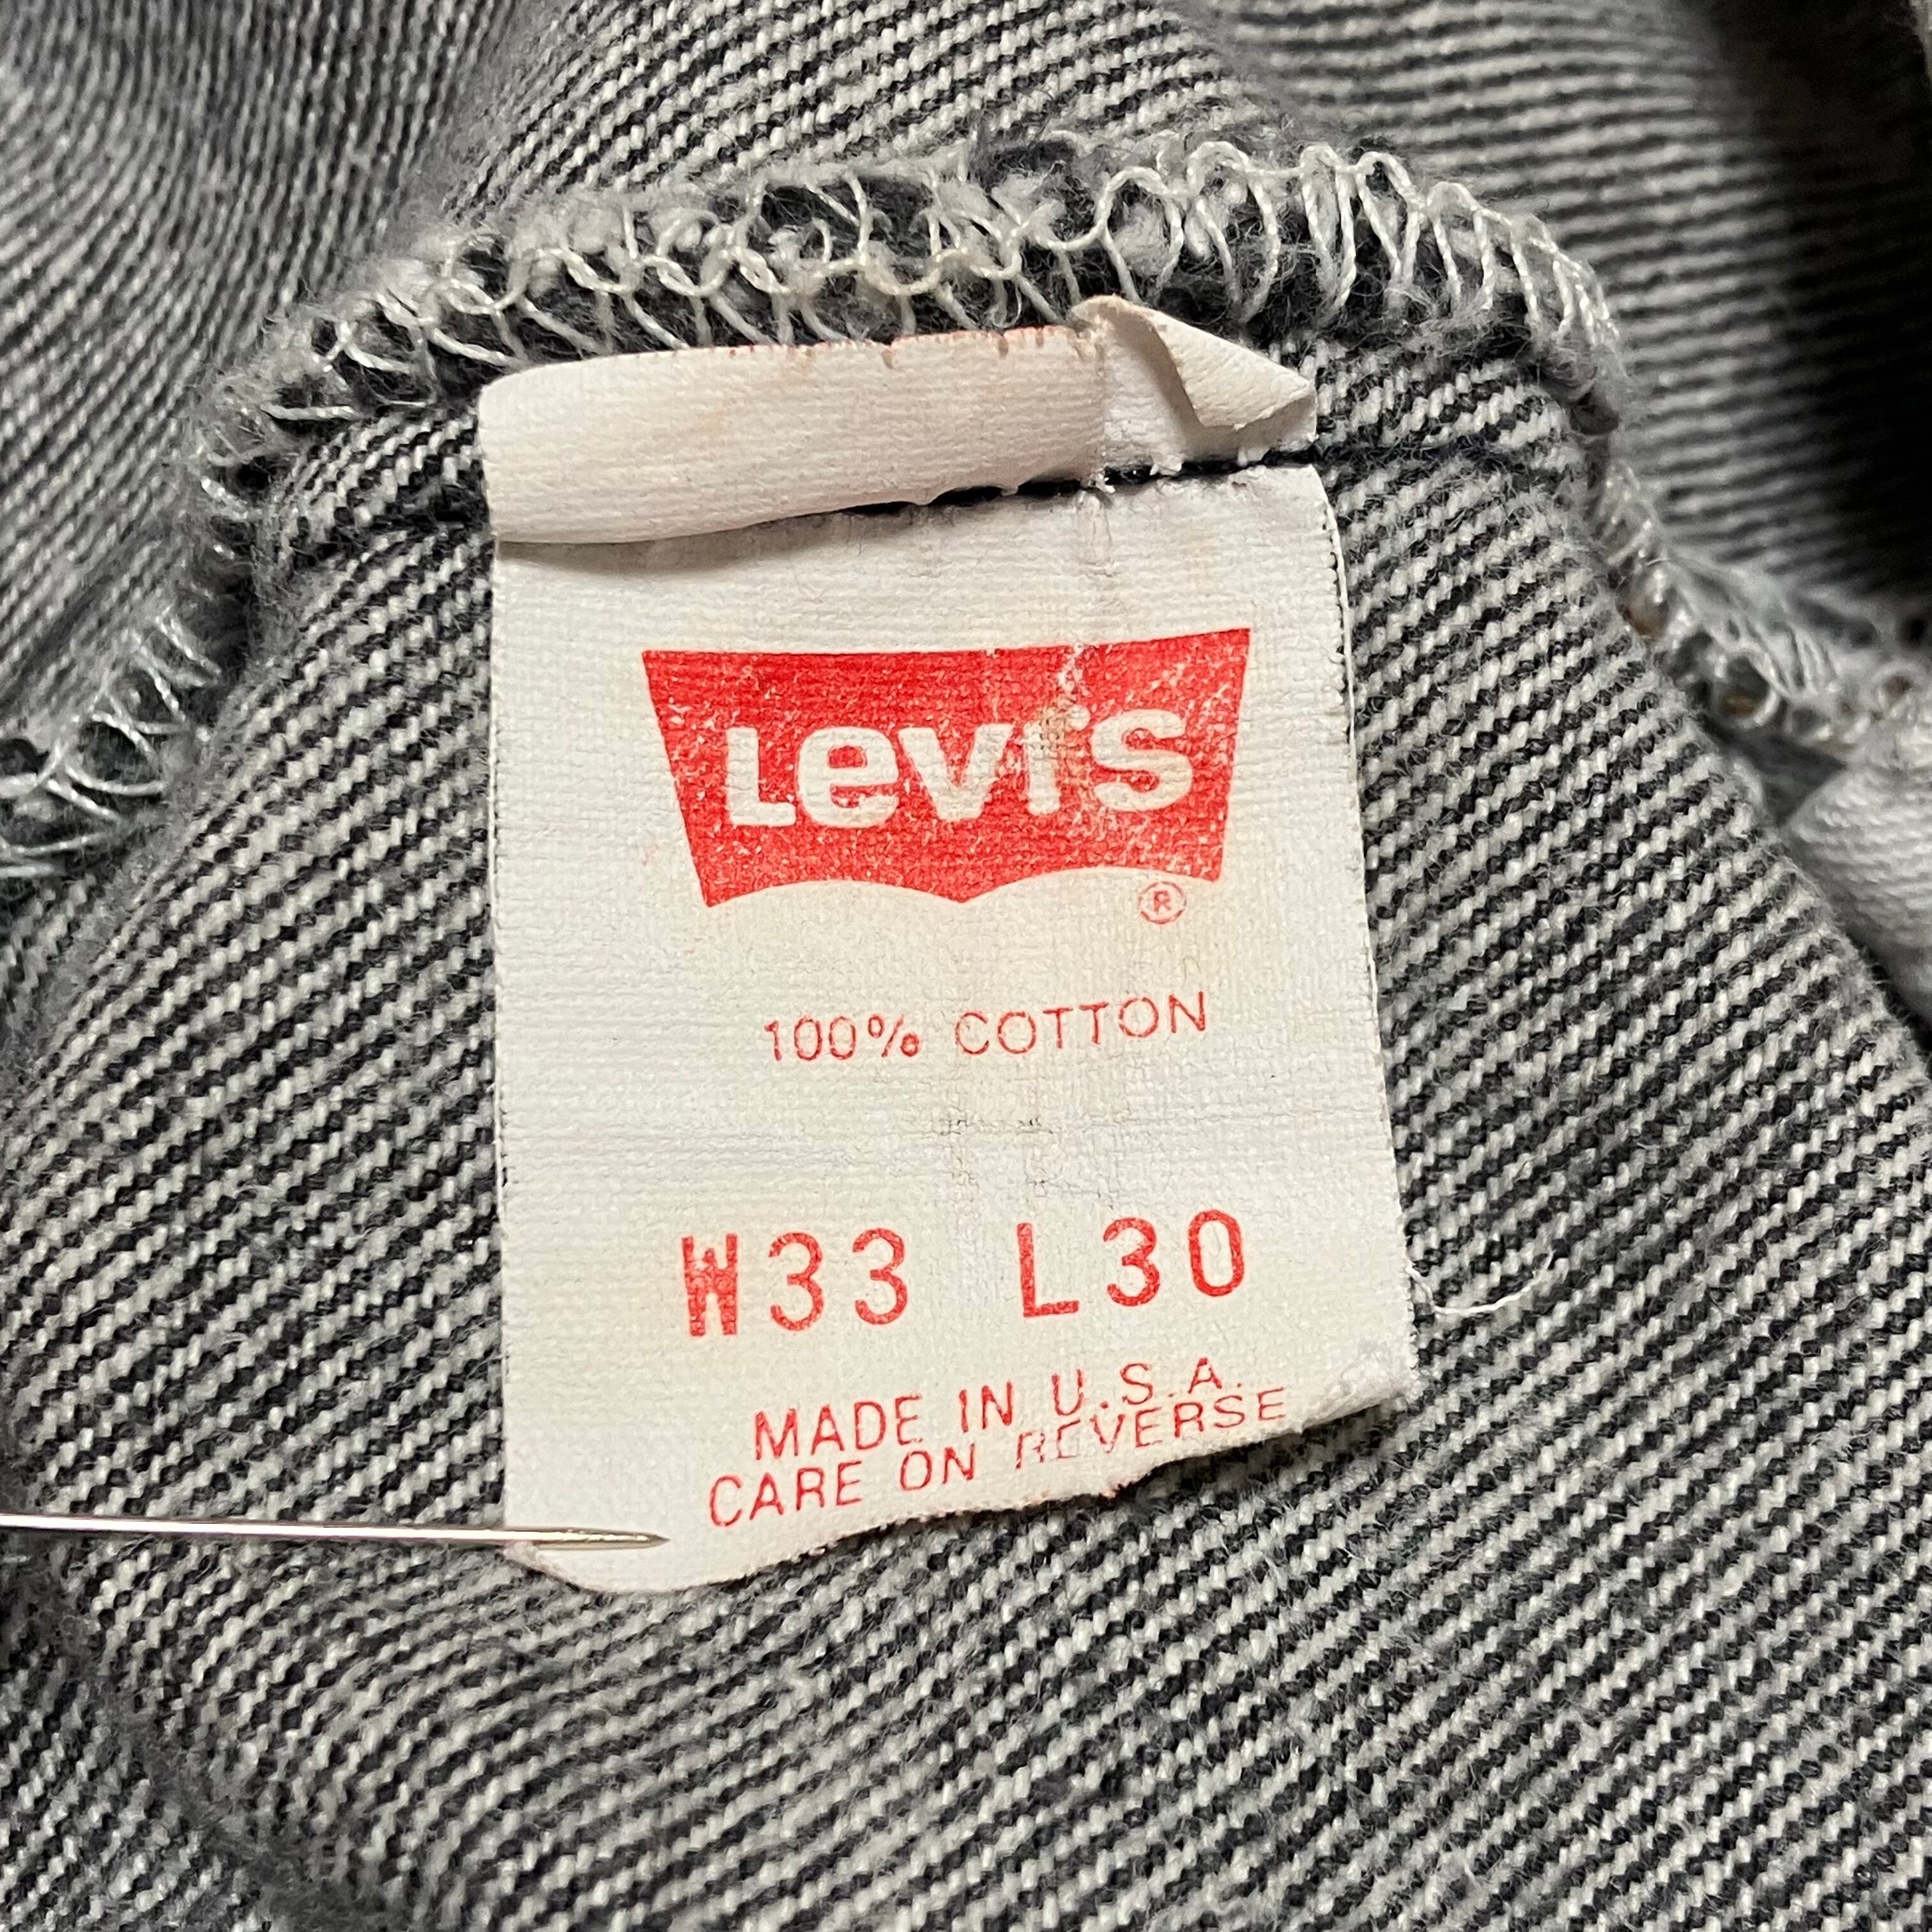 Levi's
®
100% COTTON
W33 L30
MADE IN U.S.A.
CARE ON REVERSE